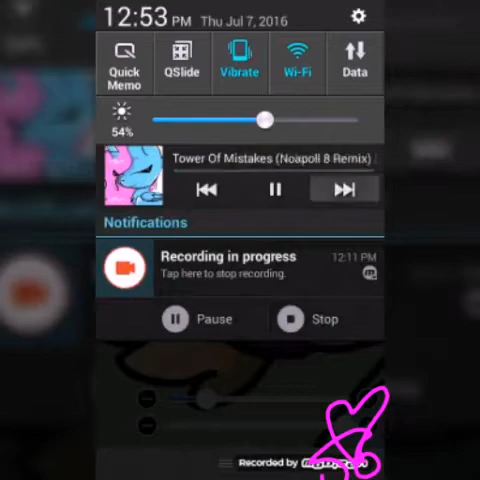 12:53 PM Thu Jul 7, 2016
Quick Memo
QSlide
Vibrate
Wi-Fi
Data
54%
Tower Of Mistakes (Noapoli 8 Remix)
Notifications
Recording in progress 12:11 PM
Tap here to stop recording.
Pause Stop
Recorded by